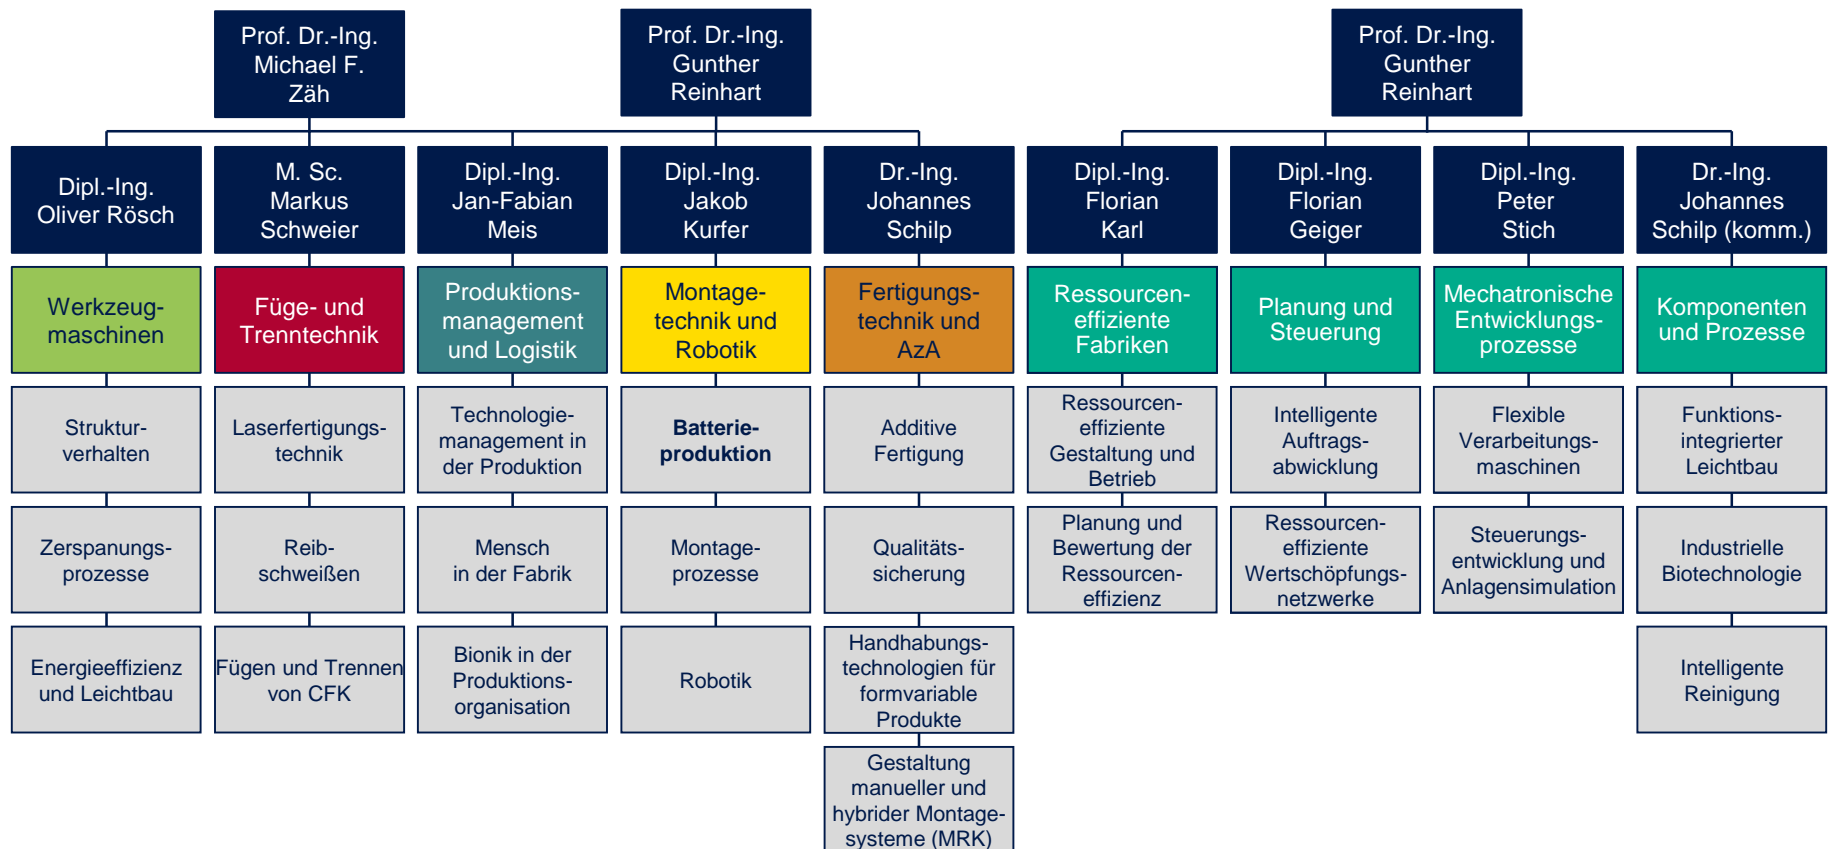 Prof. Dr.-Ing.
Michael F.
Zäh
Prof. Dr.-Ing.
Gunther
Reinhart
Prof. Dr.-Ing.
Gunther
Reinhart
Dipl.-Ing.
Oliver Rösch
M. Sc.
Markus
Schweier
Dipl.-Ing.
Jan-Fabian
Meis
Dipl.-Ing.
Jakob
Kurfer
Dr.-Ing.
Johannes
Schilp
Dipl.-Ing.
Florian
Karl
Dipl.-Ing.
Florian
Geiger
Dipl.-Ing.
Peter
Stich
Dr.-Ing.
Johannes
Schilp (komm.)
Werkzeug-
maschinen
Füge- und
Trenntechnik
Produktions-
management
und Logistik
Montage-
technik und
Robotik
Fertigungs-
technik und
AzA
Ressourcen-
effiziente
Fabriken
Planung und
Steuerung
Mechatronische
Entwicklungs-
prozesse
Komponenten
und Prozesse
Struktur-
verhalten
Laserfertigungs-
technik
Technologie-
management in
der Produktion
Batterie-
produktion
Additive
Fertigung
Ressourcen-
effiziente
Gestaltung und
Betrieb
Intelligente
Auftrags-
abwicklung
Flexible
Verarbeitungs-
maschinen
Funktions-
integrierter
Leichtbau
Zerspanungs-
prozesse
Reib-
schweißen
Mensch
in der Fabrik
Montage-
prozesse
Qualitäts-
sicherung
Planung und
Bewertung der
Ressourcen-
effizienz
Ressourcen-
effiziente
Wertschöpfungs-
netzwerke
Steuerungs-
entwicklung und
Anlagensimulation
Industrielle
Biotechnologie
Energieeffizienz
und Leichtbau
Fügen und Trennen
von CFK
Bionik in der
Produktions-
organisation
Robotik
Handhabungs-
technologien für
formvariable
Produkte
Intelligente
Reinigung
Gestaltung
manueller und
hybrider Montage-
systeme (MRK)